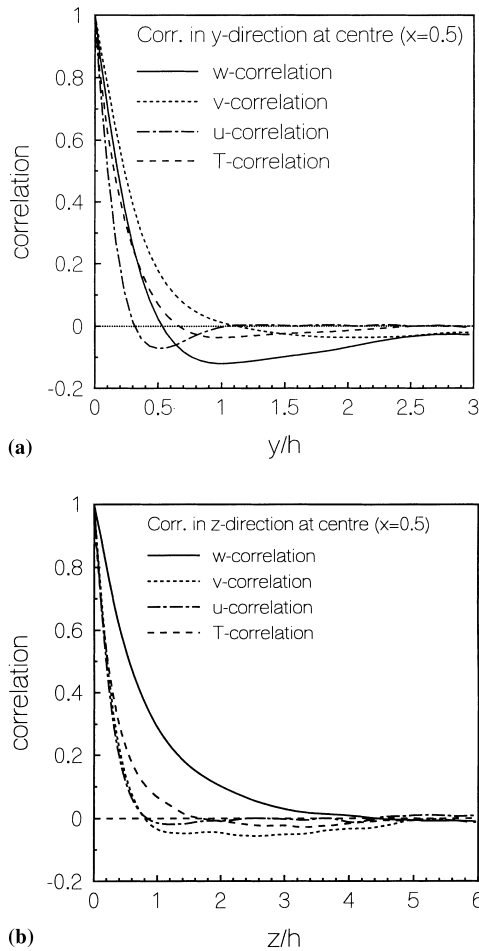 1
Corr. in y-direction at centre (x=0.5)
w-correlation
0.8
v-correlation
u-correlation
0.6
T-correlation
correlation
0.4
0.2
0
-0.2
0 0.5 1 1.5 2 2.5 3
y/h
(a)
1
Corr. in z-direction at centre (x=0.5)
w-correlation
0.8
v-correlation
u-correlation
T-correlation
0.6
correlation
0.4
0.2
0
-0.2
0 1 2 3 4 5 6
z/h
(b)